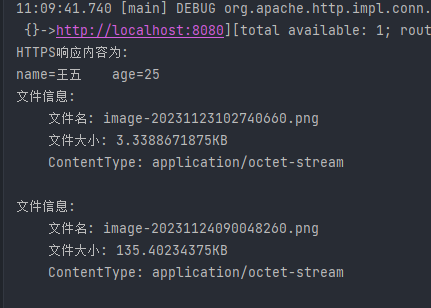 11:09:41.740 [main] DEBUG org.apache.http.impl.conn.
{}->http://localhost:8080][total available: 1; rout
HTTPS响应内容为:
name=王五    age=25
文件信息:
    文件名: image-20231123102740660.png
    文件大小: 3.3388671875KB
    ContentType: application/octet-stream
文件信息:
    文件名: image-20231124090048260.png
    文件大小: 135.40234375KB
    ContentType: application/octet-stream